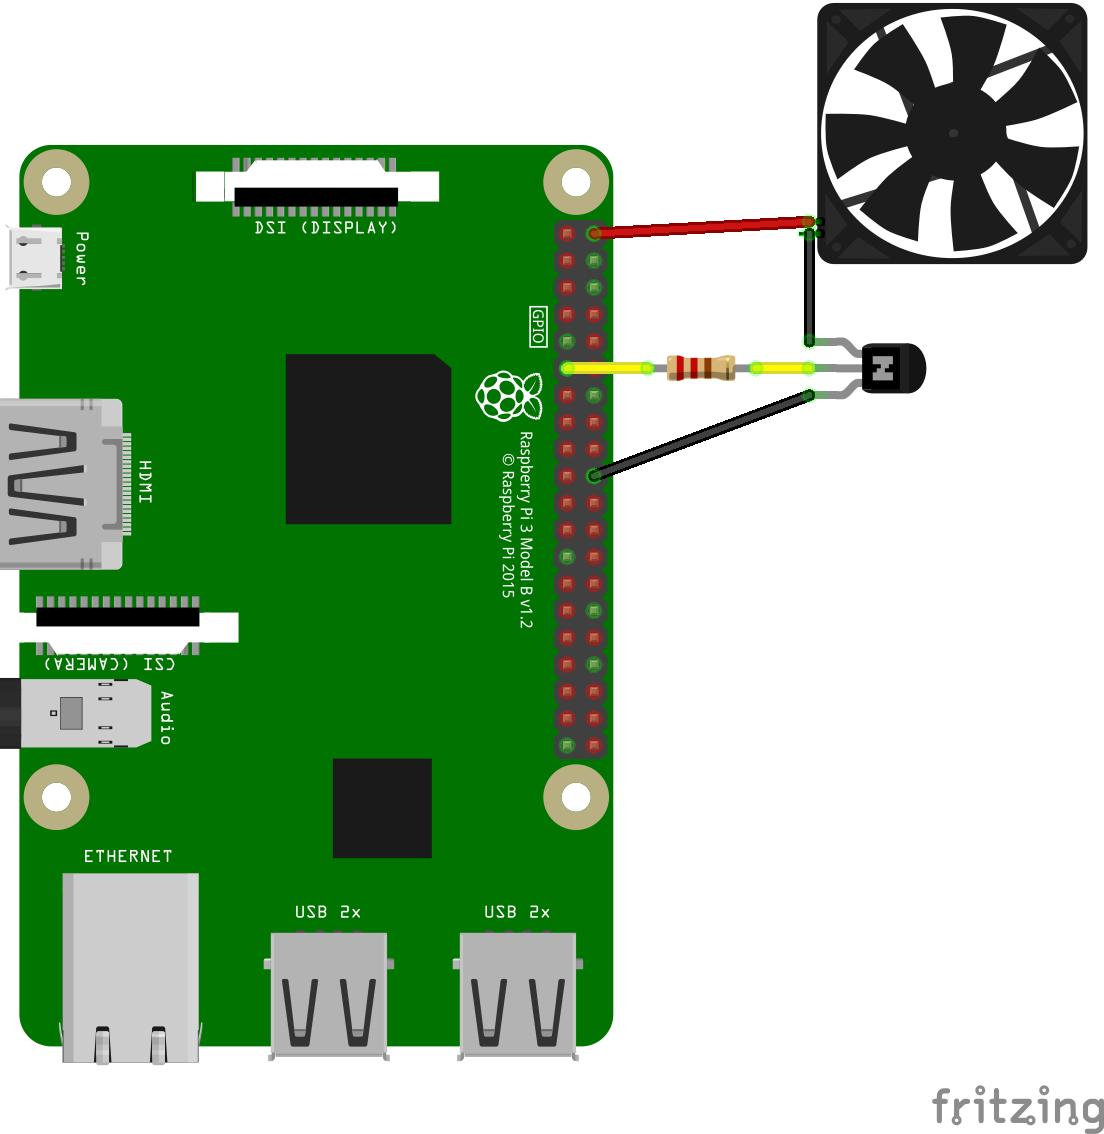 DSI (DISPLAY)
Power
GPIO
Raspberry Pi 3 Model B v1.2
© Raspberry Pi 2015
HDMI
CSI (CAMERA)
Audio
ETHERNET
USB 2x
USB 2x
N
fritzing